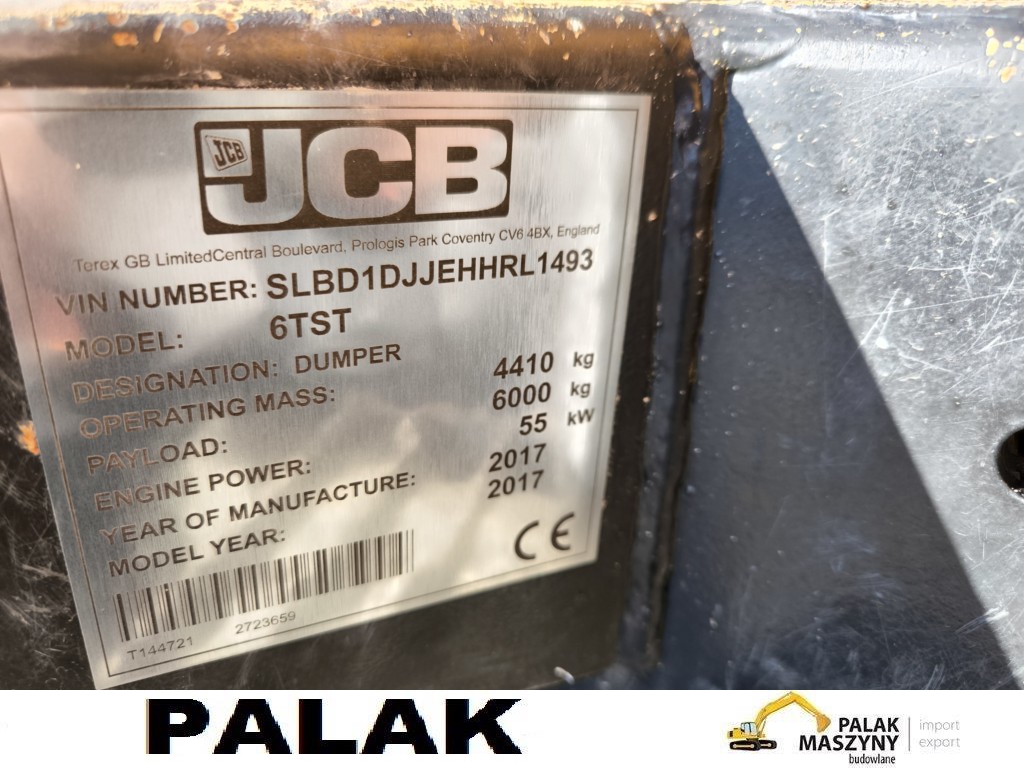 JCB
JCB
Terex GB LimitedCentral Boulevard, Prologis Park Coventry CV6 4BX, England
VIN NUMBER: SLBD1DJJEHHRL1493
MODEL: 6TST
DESIGNATION: DUMPER
OPERATING MASS: 4410 kg
PAYLOAD: 6000 kg
ENGINE POWER: 55 kW
YEAR OF MANUFACTURE: 2017
MODEL YEAR: 2017
CE
T144721 2723659
PALAK
PALAK
MASZYNY
budowlane
import
export